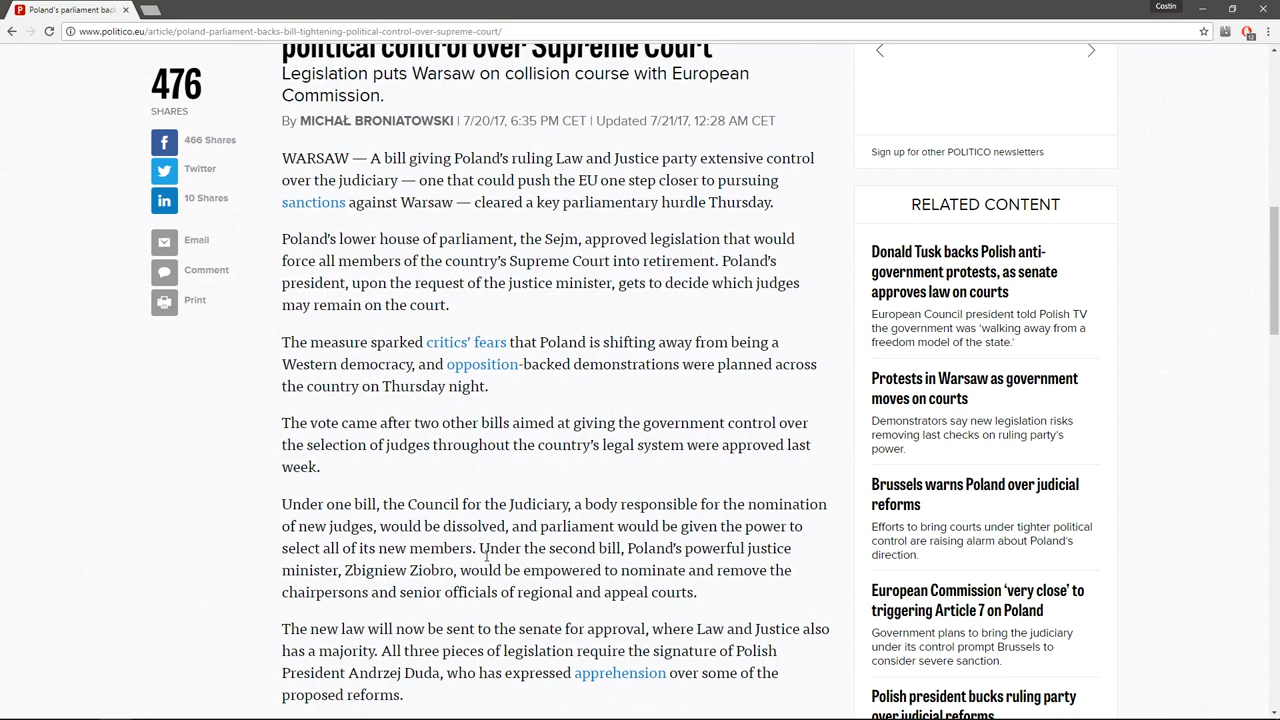 Poland's parliament back
Costin
www.politico.eu/article/poland-parliament-backs-bill-tightening-political-control-over-supreme-court/
12
political control over Supreme Court
Legislation puts Warsaw on collision course with European
Commission.
By MICHAŁ BRONIATOWSKI | 7/20/17, 6:35 PM CET | Updated 7/21/17, 12:28 AM CET
476
SHARES
466 Shares
Twitter
10 Shares
Email
Comment
Print
WARSAW — A bill giving Poland's ruling Law and Justice party extensive control
over the judiciary — one that could push the EU one step closer to pursuing
sanctions against Warsaw — cleared a key parliamentary hurdle Thursday.
Poland's lower house of parliament, the Sejm, approved legislation that would
force all members of the country's Supreme Court into retirement. Poland's
president, upon the request of the justice minister, gets to decide which judges
may remain on the court.
The measure sparked critics' fears that Poland is shifting away from being a
Western democracy, and opposition-backed demonstrations were planned across
the country on Thursday night.
The vote came after two other bills aimed at giving the government control over
the selection of judges throughout the country's legal system were approved last
week.
Under one bill, the Council for the Judiciary, a body responsible for the nomination
of new judges, would be dissolved, and parliament would be given the power to
select all of its new members. Under the second bill, Poland's powerful justice
minister, Zbigniew Ziobro, would be empowered to nominate and remove the
chairpersons and senior officials of regional and appeal courts.
The new law will now be sent to the senate for approval, where Law and Justice also
has a majority. All three pieces of legislation require the signature of Polish
President Andrzej Duda, who has expressed apprehension over some of the
proposed reforms.
Sign up for other POLITICO newsletters
RELATED CONTENT
Donald Tusk backs Polish anti-
government protests, as senate
approves law on courts
European Council president told Polish TV
the government was 'walking away from a
freedom model of the state.'
Protests in Warsaw as government
moves on courts
Demonstrators say new legislation risks
removing last checks on ruling party's
power.
Brussels warns Poland over judicial
reforms
Efforts to bring courts under tighter political
control are raising alarm about Poland's
direction.
European Commission 'very close' to
triggering Article 7 on Poland
Government plans to bring the judiciary
under its control prompt Brussels to
consider severe sanction.
Polish president bucks ruling party
over judicial reforms